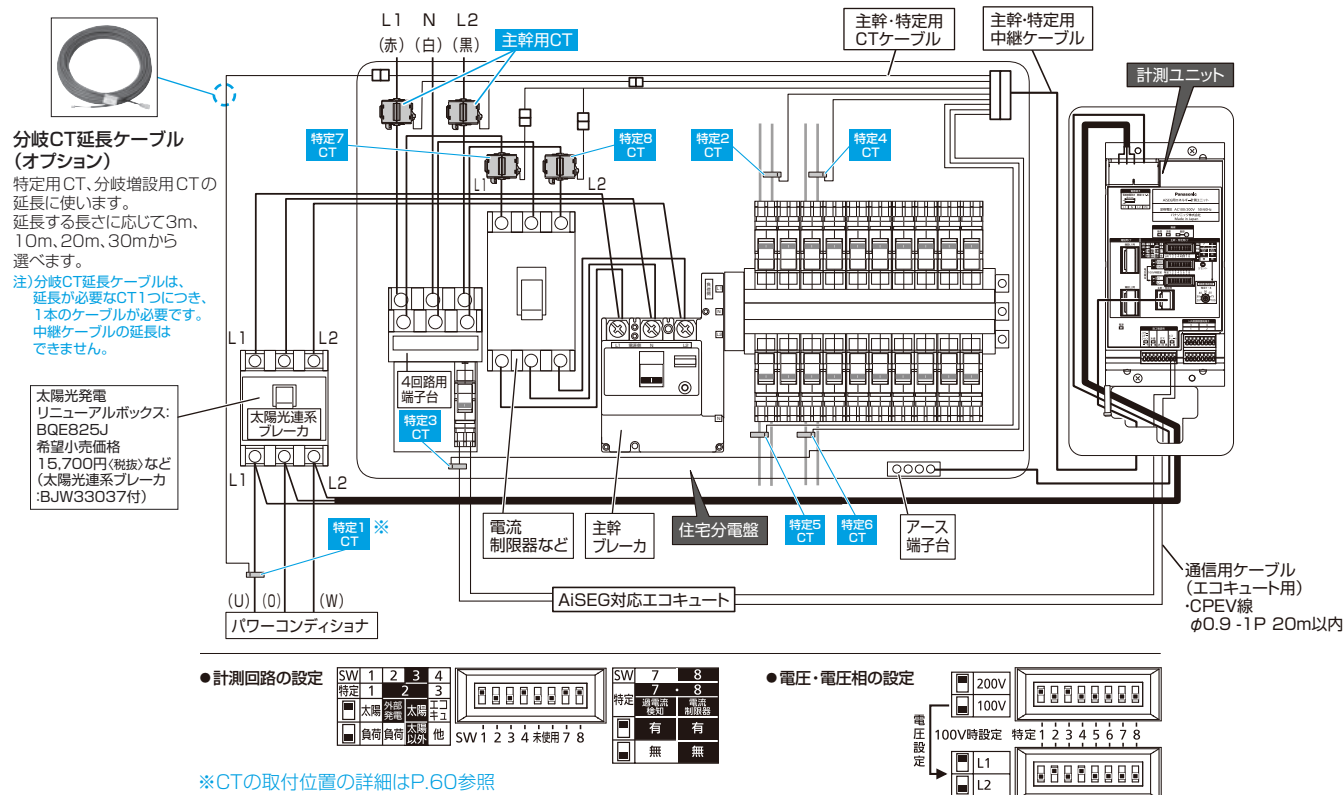 L1 N L2
(赤) (白) (黒)
主幹用CT
主幹・特定用
CTケーブル
主幹・特定用
中継ケーブル
計測ユニット
分岐CT延長ケーブル
(オプション)
特定用CT、分岐増設用CTの
延長に使います。
延長する長さに応じて3m、
10m、20m、30mから
選べます。
注)分岐CT延長ケーブルは、
延長が必要なCT1つにつき、
1本のケーブルが必要です。
中継ケーブルの延長は
できません。
特定7
CT
特定8
CT
特定2
CT
特定4
CT
L1
L2
Panasonic
L1
L2
太陽光発電
リニューアルボックス:
BQE825J
希望小売価格
15,700円〈税抜〉など
(太陽光連系ブレーカ
:BJW33037付)
太陽光連系
ブレーカ
L1
L2
4回路用
端子台
特定3
CT
L1
N
L2
特定1
CT
※
電流
制限器など
主幹
ブレーカ
住宅分電盤
特定5
CT
特定6
CT
アース
端子台
AiSEG対応エコキュート
通信用ケーブル
(エコキュート用)
・CPEV線
φ0.9 -1P 20m以内
(U) (O) (W)
パワーコンディショナ
●計測回路の設定
SW 1 2 3 4
特定 1 2 3
太陽 外部発電 太陽 エコキュ
負荷 負荷 太陽以外 他
SW 1 2 3 4 未使用 7 8
SW 7 8
特定 7・8
過電流検知 電流制限器
有 有
無 無
●電圧・電圧相の設定
電圧設定
200V
100V
100V時設定
特定 1 2 3 4 5 6 7 8
L1
L2
※CTの取付位置の詳細はP.60参照